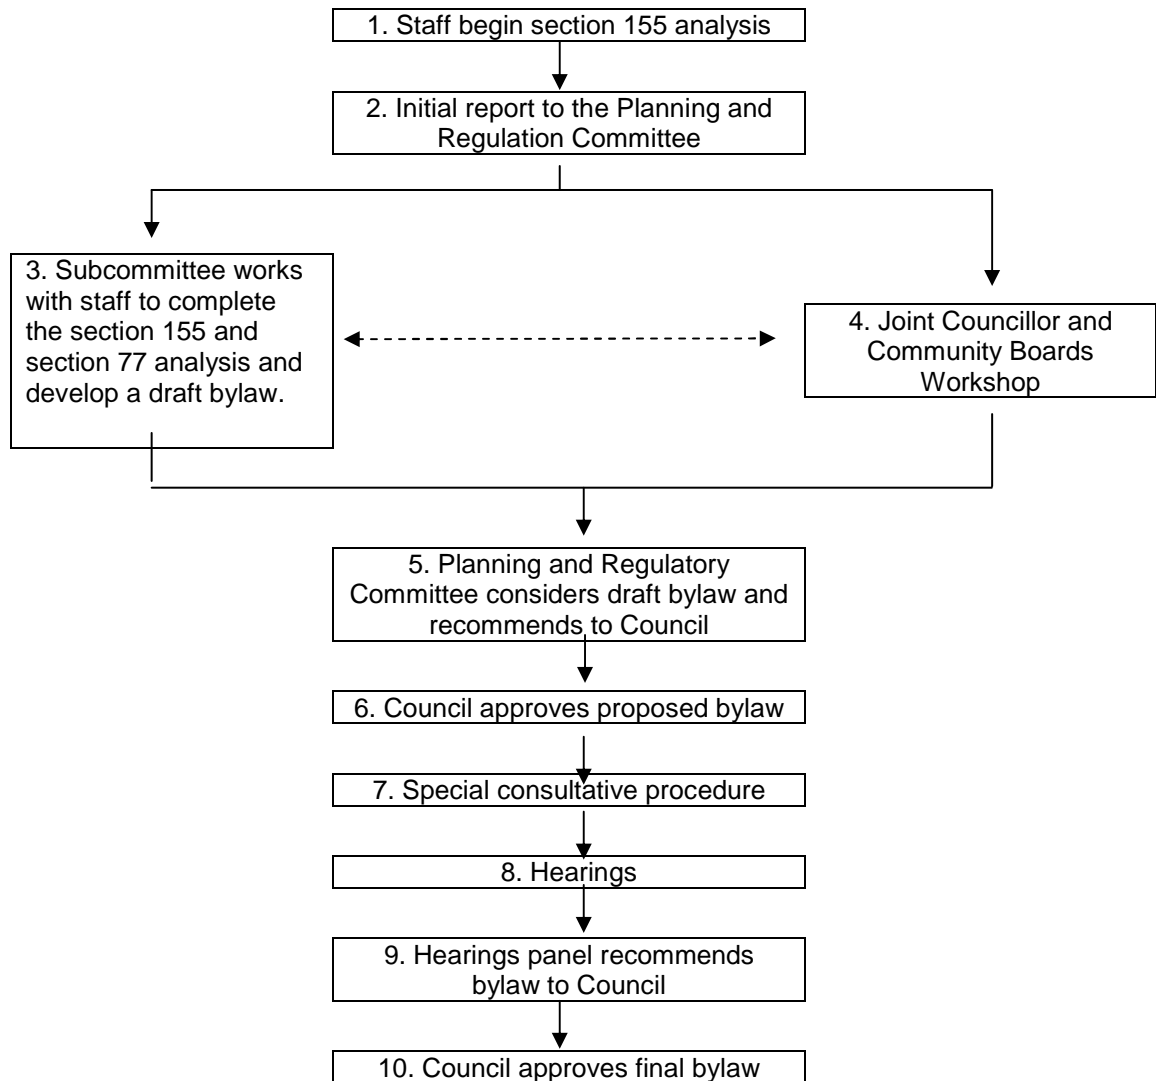 1. Staff begin section 155 analysis
2. Initial report to the Planning and
Regulation Committee
3. Subcommittee works
with staff to complete
the section 155 and
section 77 analysis and
develop a draft bylaw.
4. Joint Councillor and
Community Boards
Workshop
5. Planning and Regulatory
Committee considers draft bylaw and
recommends to Council
6. Council approves proposed bylaw
7. Special consultative procedure
8. Hearings
9. Hearings panel recommends
bylaw to Council
10. Council approves final bylaw